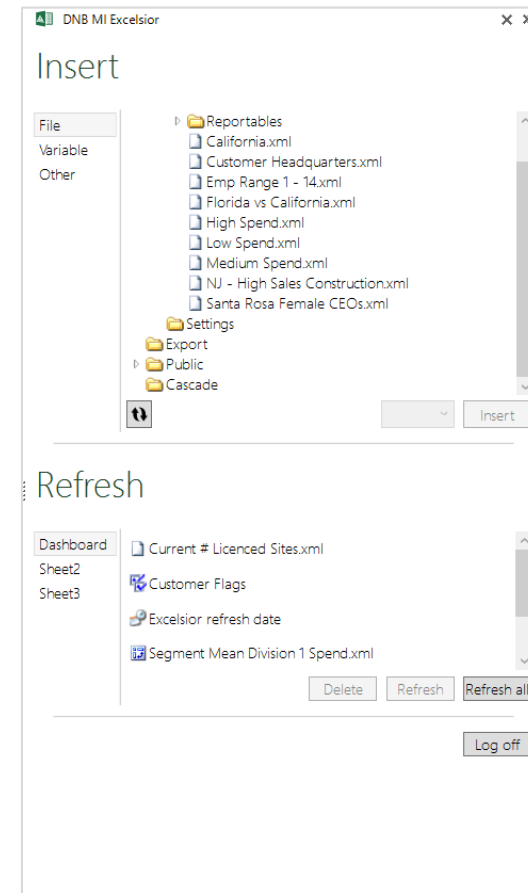 DNB MI Excelsior
Insert
File
Variable
Other
Reportables
California.xml
Customer Headquarters.xml
Emp Range 1 - 14.xml
Florida vs California.xml
High Spend.xml
Low Spend.xml
Medium Spend.xml
NJ - High Sales Construction.xml
Santa Rosa Female CEOs.xml
Settings
Export
Public
Cascade
Insert
Refresh
Dashboard
Sheet2
Sheet3
Current # Licenced Sites.xml
Customer Flags
Excelsior refresh date
Segment Mean Division 1 Spend.xml
Delete Refresh Refresh all
Log off